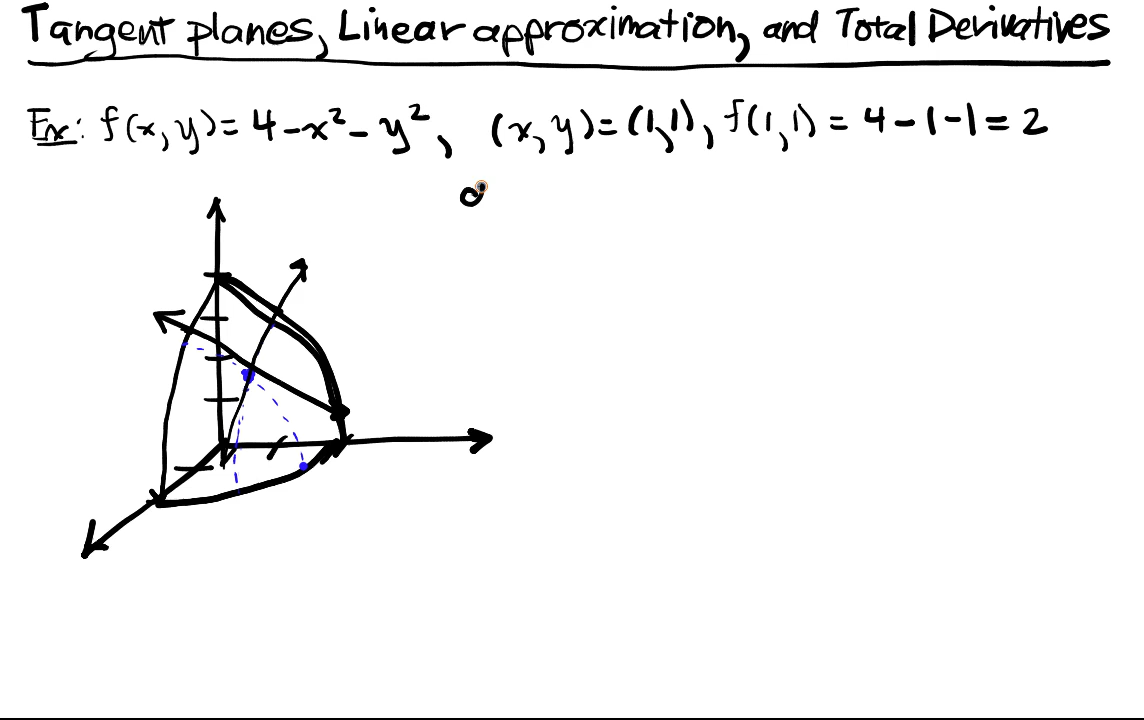 Tangent planes, Linear approximation, and Total Derivatives
Ex: f(x,y)= 4-x²-y², (x,y)=(1,1), f(1,1) = 4-1-1=2